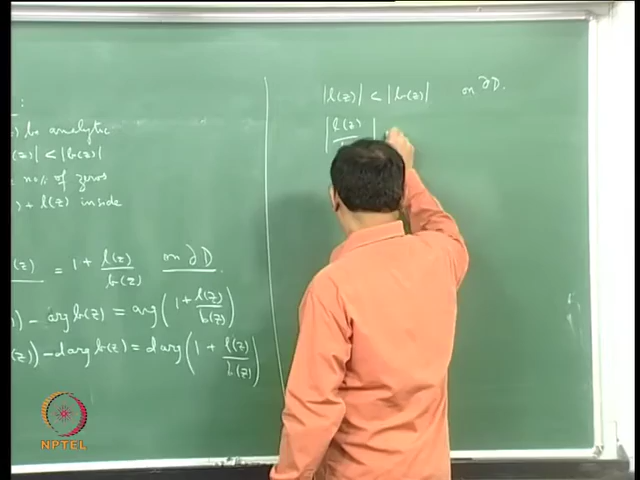 :
) be analytic
(z)| < |b(z)|
no's. of zeros
) + l(z) inside
(z) = 1 + l(z)/b(z) on ∂D.
) - arg b(z) = arg(1 + l(z)/b(z))
(z)) - d arg b(z) = d arg(1 + l(z)/b(z))
|l(z)| < |b(z)| on ∂D.
|l(z)
NPTEL